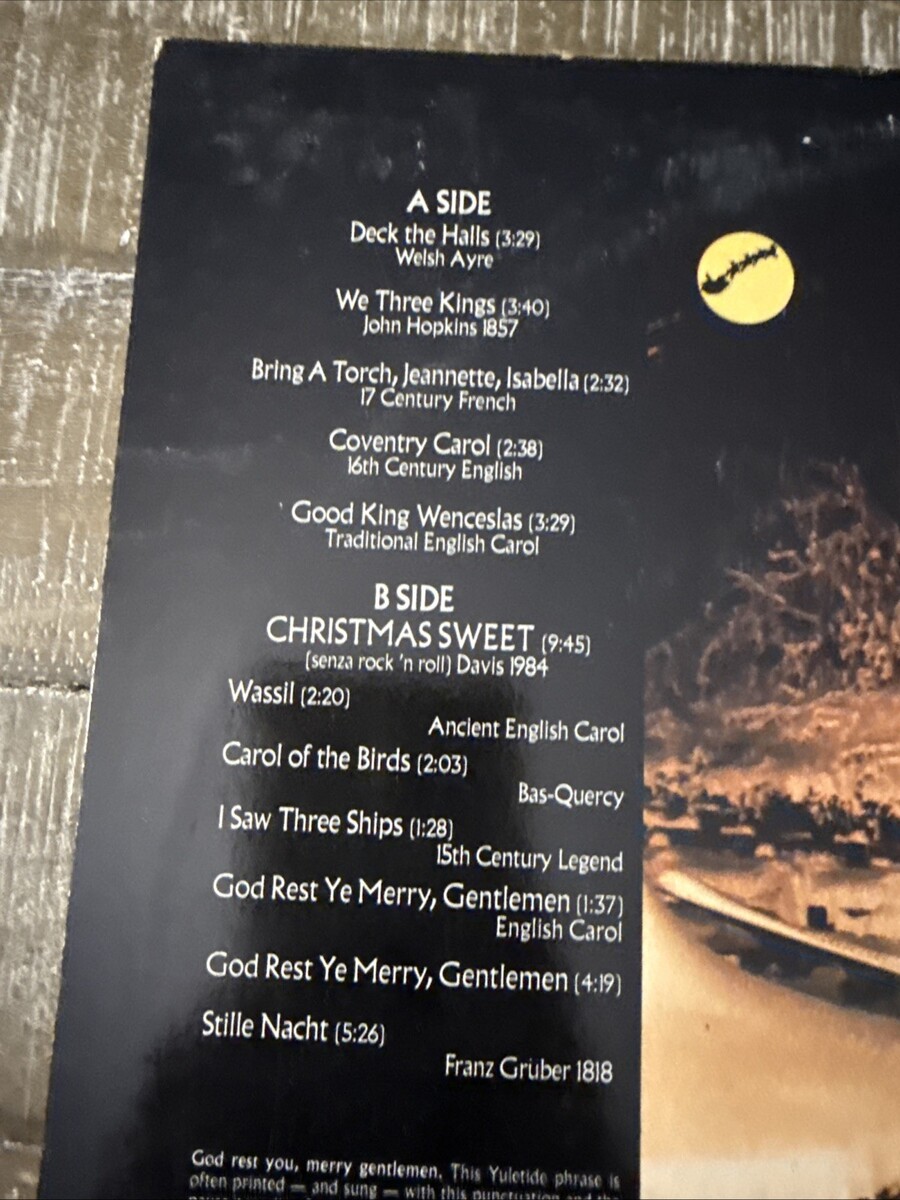 A SIDE
Deck the Halls (3:29)
Welsh Ayre
We Three Kings (3:40)
John Hopkins 1857
Bring A Torch, Jeannette, Isabella (2:32)
17 Century French
Coventry Carol (2:38)
16th Century English
Good King Wenceslas (3:29)
Traditional English Carol
B SIDE
CHRISTMAS SWEET (9:45)
(senza rock 'n roll) Davis 1984
Wassil (2:20)
Ancient English Carol
Carol of the Birds (2:03)
Bas-Quercy
I Saw Three Ships (1:28)
15th Century Legend
God Rest Ye Merry, Gentlemen (1:37)
English Carol
God Rest Ye Merry, Gentlemen (4:19)
Stille Nacht (5:26)
Franz Gruber 1818
God rest you, merry gentlemen. This Yuletide phrase is
often printed — and sung — with this punctuation and the